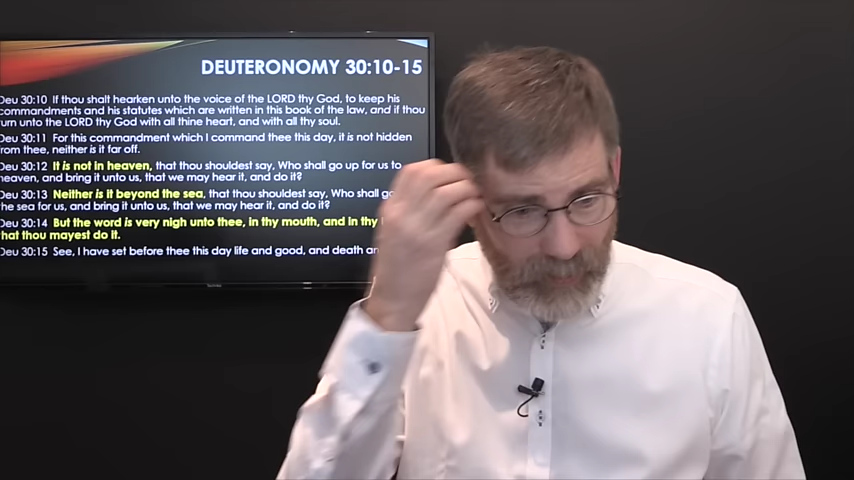 DEUTERONOMY 30:10-15
Deu 30:10 If thou shalt hearken unto the voice of the LORD thy God, to keep his
commandments and his statutes which are written in this book of the law, and if thou
turn unto the LORD thy God with all thine heart, and with all thy soul.
Deu 30:11 For this commandment which I command thee this day, it is not hidden
from thee, neither is it far off.
Deu 30:12 It is not in heaven, that thou shouldest say, Who shall go up for us to
heaven, and bring it unto us, that we may hear it, and do it?
Deu 30:13 Neither is it beyond the sea, that thou shouldest say, Who shall go
the sea for us, and bring it unto us, that we may hear it, and do it?
Deu 30:14 But the word is very nigh unto thee, in thy mouth, and in thy
that thou mayest do it.
Deu 30:15 See, I have set before thee this day life and good, and death